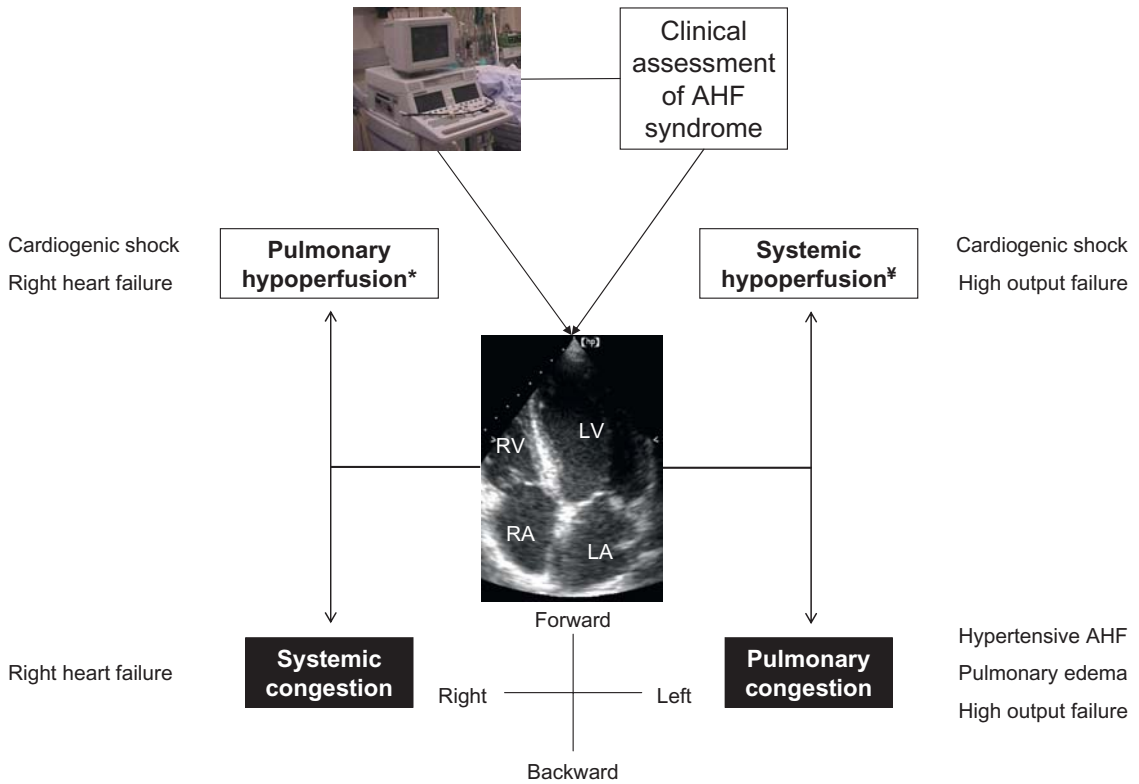 Clinical
assessment
of AHF
syndrome
Cardiogenic shock
Right heart failure
Pulmonary
hypoperfusion*
Systemic
hypoperfusion¥
Cardiogenic shock
High output failure
[hp]
RV
LV
RA
LA
Forward
Right heart failure
Systemic
congestion
Right
Left
Pulmonary
congestion
Hypertensive AHF
Pulmonary edema
High output failure
Backward